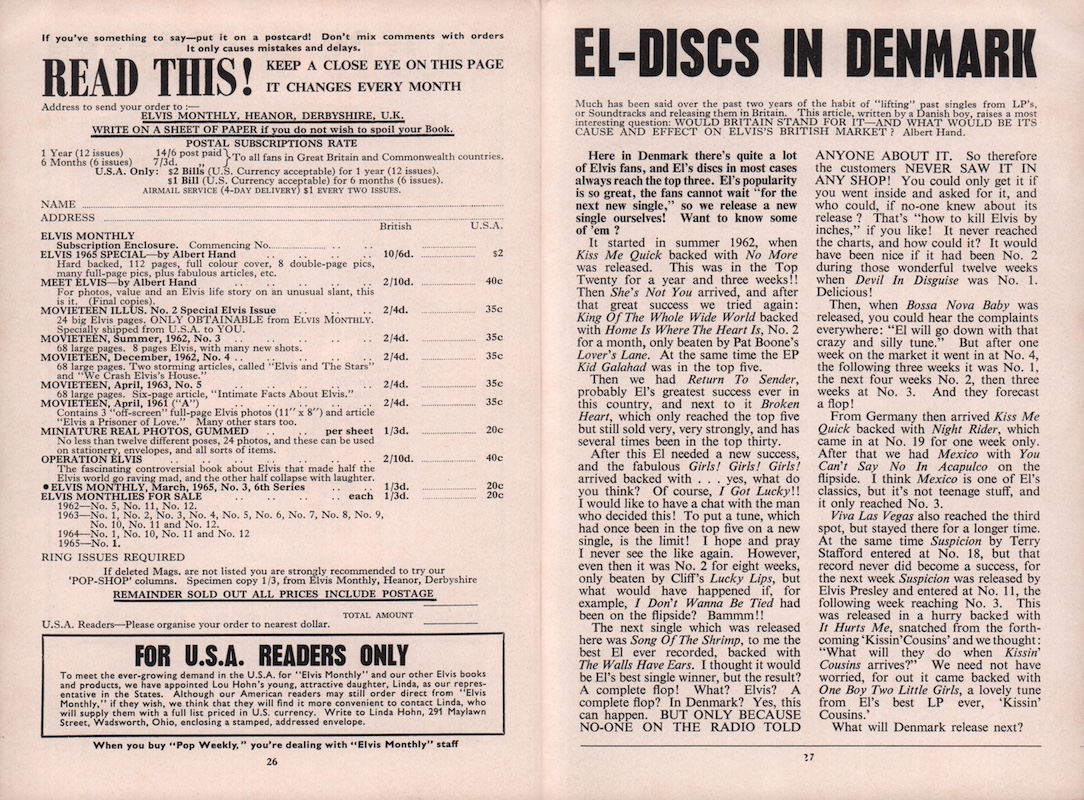 If you've something to say—put it on a postcard! Don't mix comments with orders
It only causes mistakes and delays.
READ THIS! KEEP A CLOSE EYE ON THIS PAGE
IT CHANGES EVERY MONTH
Address to send your order to :—
ELVIS MONTHLY, HEANOR, DERBYSHIRE, U.K.
WRITE ON A SHEET OF PAPER if you do not wish to spoil your Book.
POSTAL SUBSCRIPTIONS RATE
1 Year (12 issues) 14/6 post paid } To all fans in Great Britain and Commonwealth countries.
6 Months (6 issues) 7/3d. ,,
U.S.A. Only: $2 Bills (U.S. Currency acceptable) for 1 year (12 issues).
$1 Bill (U.S. Currency acceptable) for 6 months (6 issues).
AIRMAIL SERVICE (4-DAY DELIVERY) $1 EVERY TWO ISSUES.
NAME
ADDRESS
British U.S.A.
ELVIS MONTHLY
Subscription Enclosure. Commencing No.
ELVIS 1965 SPECIAL—by Albert Hand .. .. .. 10/6d. $2
Hard backed, 112 pages, full colour cover, 8 double-page pics,
many full-page pics, plus fabulous articles, etc.
MEET ELVIS—by Albert Hand .. .. .. .. 2/10d. 40c
For photos, value and an Elvis life story on an unusual slant, this
is it. (Final copies).
MOVIETEEN ILLUS. No. 2 Special Elvis Issue .. .. 2/4d. 35c
24 big Elvis pages. ONLY OBTAINABLE from ELVIS MONTHLY.
Specially shipped from U.S.A. to YOU.
MOVIETEEN, Summer, 1962, No. 3 .. .. .. .. 2/4d. 35c
68 large pages. 8 pages Elvis, with many new shots.
MOVIETEEN, December, 1962, No. 4 .. .. .. .. 2/4d. 35c
68 large pages. Two storming articles, called "Elvis and The Stars"
and "We Crash Elvis's House."
MOVIETEEN, April, 1963, No. 5 .. .. .. .. 2/4d. 35c
68 large pages. Six-page article, "Intimate Facts About Elvis."
MOVIETEEN, April, 1961 ("A") .. .. .. .. 2/4d. 35c
Contains 3 "off-screen" full-page Elvis photos (11″ x 8″) and article
"Elvis a Prisoner of Love." Many other stars too.
MINIATURE REAL PHOTOS, GUMMED .. .. per sheet 1/3d. 20c
No less than twelve different poses, 24 photos, and these can be used
on stationery, envelopes, and all sorts of items.
OPERATION ELVIS .. .. .. .. .. 2/10d. 40c
The fascinating controversial book about Elvis that made half the
Elvis world go raving mad, and the other half collapse with laughter.
●ELVIS MONTHLY, March, 1965, No. 3, 6th Series .. .. 1/3d. 20c
ELVIS MONTHLIES FOR SALE .. .. .. each 1/3d. 20c
1962—No. 5, No. 11, No. 12.
1963—No. 1, No. 2, No. 3, No. 4, No. 5, No. 6, No. 7, No. 8, No. 9,
No. 10, No. 11 and No. 12.
1964—No. 1, No. 10, No. 11 and No. 12
1965—No. 1.
RING ISSUES REQUIRED
If deleted Mags. are not listed you are strongly recommended to try our
'POP-SHOP' columns. Specimen copy 1/3, from Elvis Monthly, Heanor, Derbyshire
REMAINDER SOLD OUT ALL PRICES INCLUDE POSTAGE
TOTAL AMOUNT
U.S.A. Readers—Please organise your order to nearest dollar.
FOR U.S.A. READERS ONLY
To meet the ever-growing demand in the U.S.A. for "Elvis Monthly" and our other Elvis books
and products, we have appointed Lou Hohn's young, attractive daughter, Linda, as our repres-
entative in the States. Although our American readers may still order direct from "Elvis
Monthly," if they wish, we think that they will find it more convenient to contact Linda, who
will supply them with a full list priced in U.S. currency. Write to Linda Hohn, 291 Maylawn
Street, Wadsworth, Ohio, enclosing a stamped, addressed envelope.
When you buy "Pop Weekly," you're dealing with "Elvis Monthly" staff
26
EL-DISCS IN DENMARK
Much has been said over the past two years of the habit of "lifting" past singles from LP's,
or Soundtracks and releasing them in Britain. This article, written by a Danish boy, raises a most
interesting question: WOULD BRITAIN STAND FOR IT—AND WHAT WOULD BE ITS
CAUSE AND EFFECT ON ELVIS'S BRITISH MARKET ? Albert Hand.
Here in Denmark there's quite a lot
of Elvis fans, and El's discs in most cases
always reach the top three. El's popularity
is so great, the fans cannot wait "for the
next new single," so we release a new
single ourselves! Want to know some
of 'em ?
It started in summer 1962, when
Kiss Me Quick backed with No More
was released. This was in the Top
Twenty for a year and three weeks!!
Then She's Not You arrived, and after
that great success we tried again:
King Of The Whole Wide World backed
with Home Is Where The Heart Is, No. 2
for a month, only beaten by Pat Boone's
Lover's Lane. At the same time the EP
Kid Galahad was in the top five.
Then we had Return To Sender,
probably El's greatest success ever in
this country, and next to it Broken
Heart, which only reached the top five
but still sold very, very strongly, and has
several times been in the top thirty.
After this El needed a new success,
and the fabulous Girls! Girls! Girls!
arrived backed with . . . yes, what do
you think? Of course, I Got Lucky!!
I would like to have a chat with the man
who decided this! To put a tune, which
had once been in the top five on a new
single, is the limit! I hope and pray
I never see the like again. However,
even then it was No. 2 for eight weeks,
only beaten by Cliff's Lucky Lips, but
what would have happened if, for
example, I Don't Wanna Be Tied had
been on the flipside? Bammm!!
The next single which was released
here was Song Of The Shrimp, to me the
best El ever recorded, backed with
The Walls Have Ears. I thought it would
be El's best single winner, but the result?
A complete flop! What? Elvis? A
complete flop? In Denmark? Yes, this
can happen. BUT ONLY BECAUSE
NO-ONE ON THE RADIO TOLD
ANYONE ABOUT IT. So therefore
the customers NEVER SAW IT IN
ANY SHOP! You could only get it if
you went inside and asked for it, and
who could, if no-one knew about its
release ? That's "how to kill Elvis by
inches," if you like! It never reached
the charts, and how could it? It would
have been nice if it had been No. 2
during those wonderful twelve weeks
when Devil In Disguise was No. 1.
Delicious!
Then, when Bossa Nova Baby was
released, you could hear the complaints
everywhere: "El will go down with that
crazy and silly tune." But after one
week on the market it went in at No. 4,
the following three weeks it was No. 1,
the next four weeks No. 2, then three
weeks at No. 3. And they forecast
a flop!
From Germany then arrived Kiss Me
Quick backed with Night Rider, which
came in at No. 19 for one week only.
After that we had Mexico with You
Can't Say No In Acapulco on the
flipside. I think Mexico is one of El's
classics, but it's not teenage stuff, and
it only reached No. 3.
Viva Las Vegas also reached the third
spot, but stayed there for a longer time.
At the same time Suspicion by Terry
Stafford entered at No. 18, but that
record never did become a success, for
the next week Suspicion was released by
Elvis Presley and entered at No. 11, the
following week reaching No. 3. This
was released in a hurry backed with
It Hurts Me, snatched from the forth-
coming 'Kissin'Cousins' and we thought:
"What will they do when Kissin'
Cousins arrives?" We need not have
worried, for out it came backed with
One Boy Two Little Girls, a lovely tune
from El's best LP ever, 'Kissin'
Cousins.'
What will Denmark release next?
27